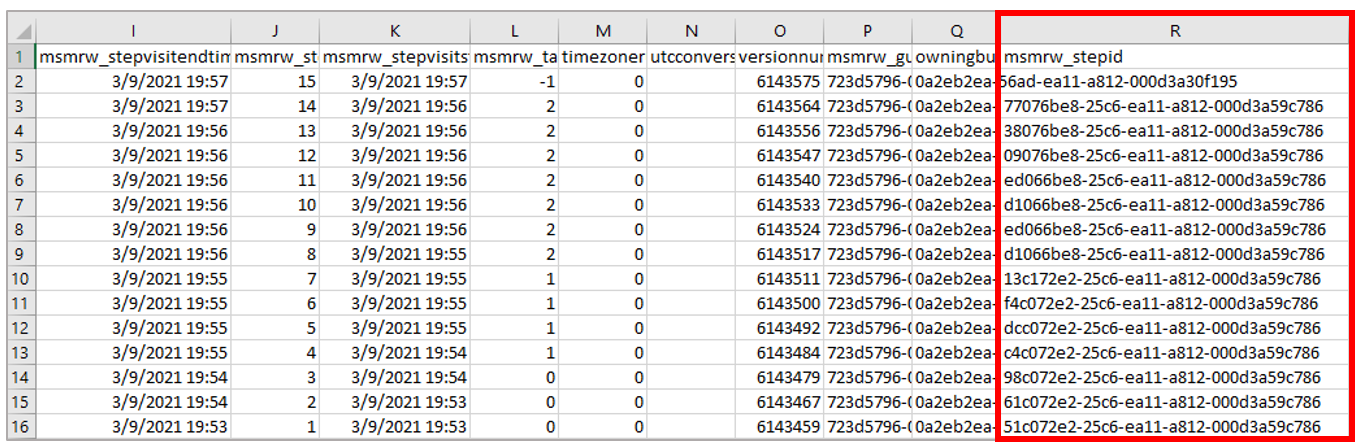 I J K L M N O P Q R
1 msmrw_stepvisitendtim msmrw_st msmrw_stepvisits msmrw_ta timezoner utcconvers versionnur msmrw_gu owningbu msmrw_stepid
2 3/9/2021 19:57 15 3/9/2021 19:57 -1 0 6143575 723d5796-0 0a2eb2ea- 56ad-ea11-a812-000d3a30f195
3 3/9/2021 19:57 14 3/9/2021 19:56 2 0 6143564 723d5796-0 0a2eb2ea- 77076be8-25c6-ea11-a812-000d3a59c786
4 3/9/2021 19:56 13 3/9/2021 19:56 2 0 6143556 723d5796-0 0a2eb2ea- 38076be8-25c6-ea11-a812-000d3a59c786
5 3/9/2021 19:56 12 3/9/2021 19:56 2 0 6143547 723d5796-0 0a2eb2ea- 09076be8-25c6-ea11-a812-000d3a59c786
6 3/9/2021 19:56 11 3/9/2021 19:56 2 0 6143540 723d5796-0 0a2eb2ea- ed066be8-25c6-ea11-a812-000d3a59c786
7 3/9/2021 19:56 10 3/9/2021 19:56 2 0 6143533 723d5796-0 0a2eb2ea- d1066be8-25c6-ea11-a812-000d3a59c786
8 3/9/2021 19:56 9 3/9/2021 19:56 2 0 6143524 723d5796-0 0a2eb2ea- ed066be8-25c6-ea11-a812-000d3a59c786
9 3/9/2021 19:56 8 3/9/2021 19:55 2 0 6143517 723d5796-0 0a2eb2ea- d1066be8-25c6-ea11-a812-000d3a59c786
10 3/9/2021 19:55 7 3/9/2021 19:55 1 0 6143511 723d5796-0 0a2eb2ea- 13c172e2-25c6-ea11-a812-000d3a59c786
11 3/9/2021 19:55 6 3/9/2021 19:55 1 0 6143500 723d5796-0 0a2eb2ea- f4c072e2-25c6-ea11-a812-000d3a59c786
12 3/9/2021 19:55 5 3/9/2021 19:55 1 0 6143492 723d5796-0 0a2eb2ea- dcc072e2-25c6-ea11-a812-000d3a59c786
13 3/9/2021 19:55 4 3/9/2021 19:54 1 0 6143484 723d5796-0 0a2eb2ea- c4c072e2-25c6-ea11-a812-000d3a59c786
14 3/9/2021 19:54 3 3/9/2021 19:54 0 0 6143479 723d5796-0 0a2eb2ea- 98c072e2-25c6-ea11-a812-000d3a59c786
15 3/9/2021 19:54 2 3/9/2021 19:53 0 0 6143467 723d5796-0 0a2eb2ea- 61c072e2-25c6-ea11-a812-000d3a59c786
16 3/9/2021 19:53 1 3/9/2021 19:53 0 0 6143459 723d5796-0 0a2eb2ea- 51c072e2-25c6-ea11-a812-000d3a59c786